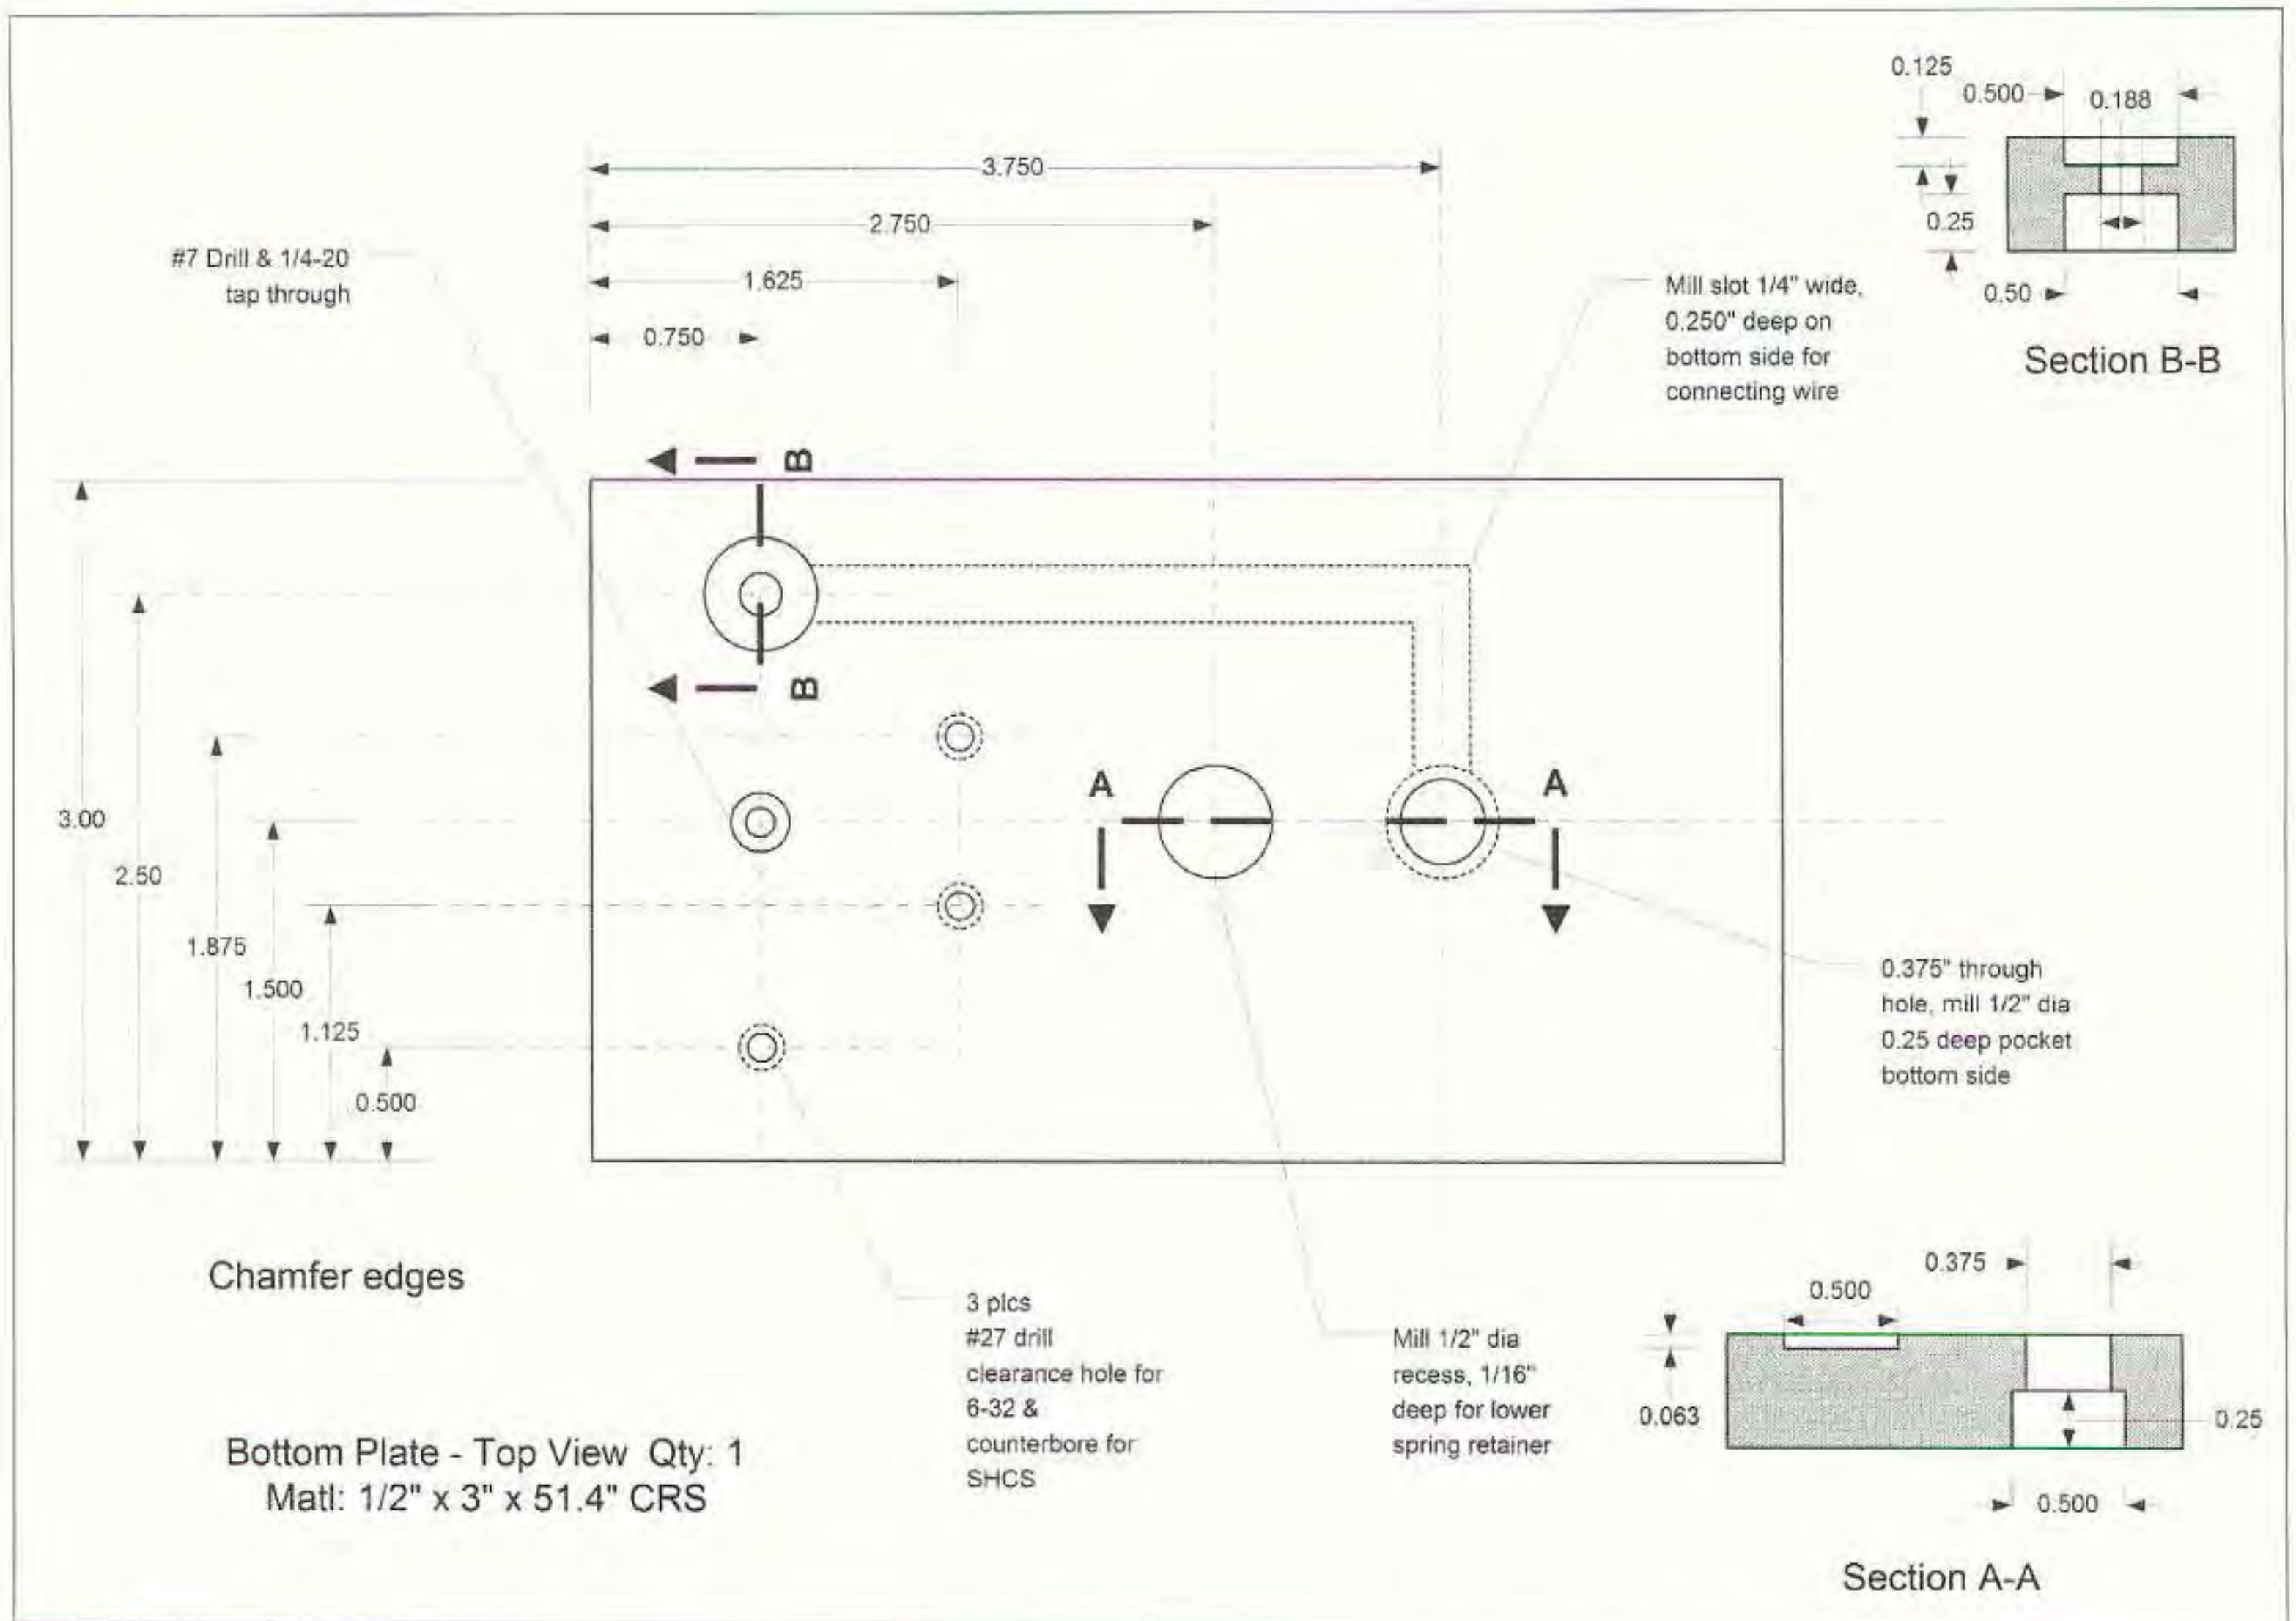 0.125
0.500
0.188
3.750
0.25
2.750
#7 Drill & 1/4-20
tap through
1.625
Mill slot 1/4" wide,
0.250" deep on
bottom side for
connecting wire
0.50
0.750
Section B-B
B
B
A
A
3.00
2.50
1.875
1.500
1.125
0.500
0.375" through
hole, mill 1/2" dia
0.25 deep pocket
bottom side
Chamfer edges
3 plcs
#27 drill
clearance hole for
6-32 &
counterbore for
SHCS
Mill 1/2" dia
recess, 1/16"
deep for lower
spring retainer
0.375
0.500
0.063
0.25
0.500
Bottom Plate - Top View Qty: 1
Matl: 1/2" x 3" x 51.4" CRS
Section A-A